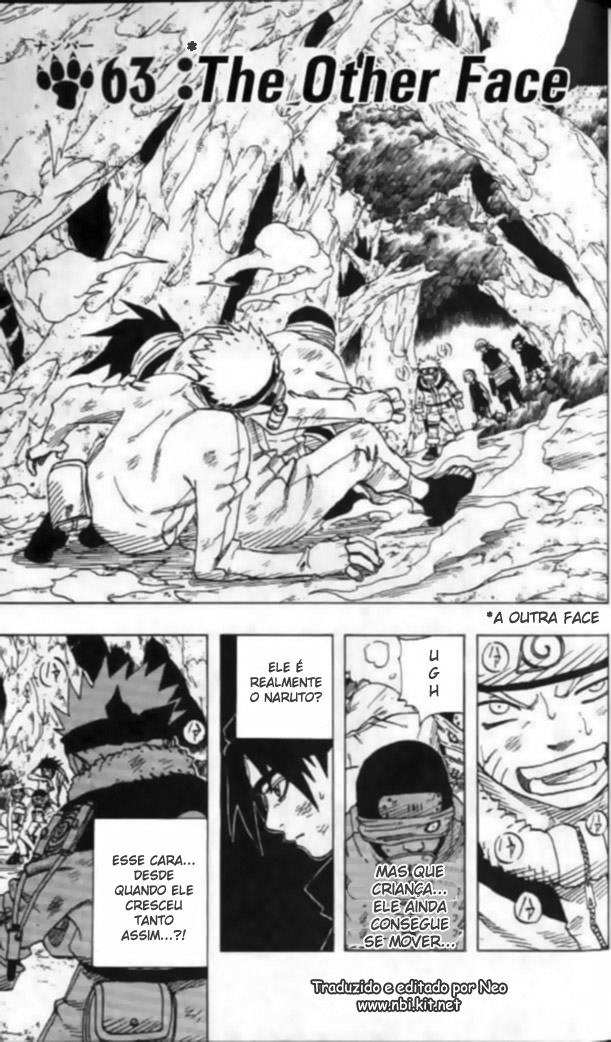 ナンバー
63 :The Other Face
*
*A OUTRA FACE
UGH
MAS QUE
CRIANÇA...
ELE AINDA
CONSEGUE
SE MOVER...
ELE É
REALMENTE
O NARUTO?
ESSE CARA...
DESDE
QUANDO ELE
CRESCEU
TANTO
ASSIM...?!
Traduzido e editado por Neo
www.nbi.kit.net